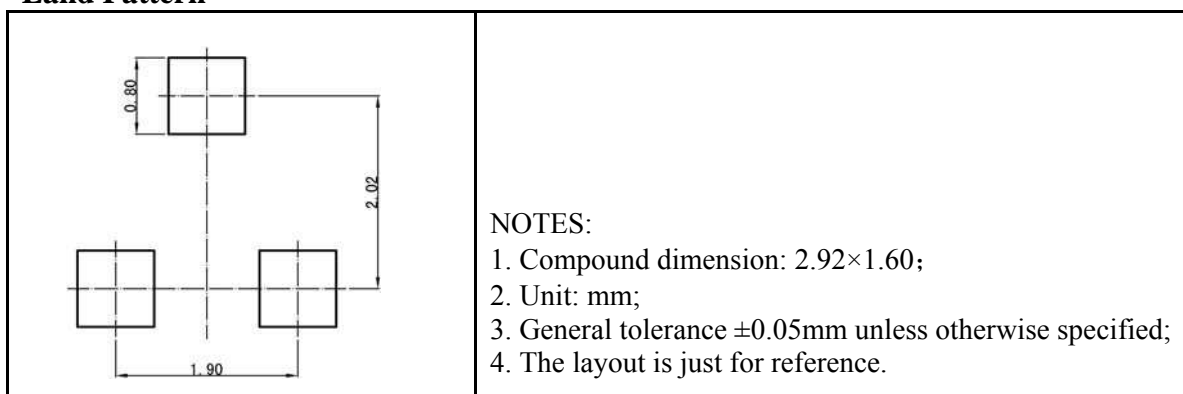 Land Pattern
0.80
2.02
1.90
NOTES:
1. Compound dimension: 2.92×1.60；
2. Unit: mm;
3. General tolerance ±0.05mm unless otherwise specified;
4. The layout is just for reference.